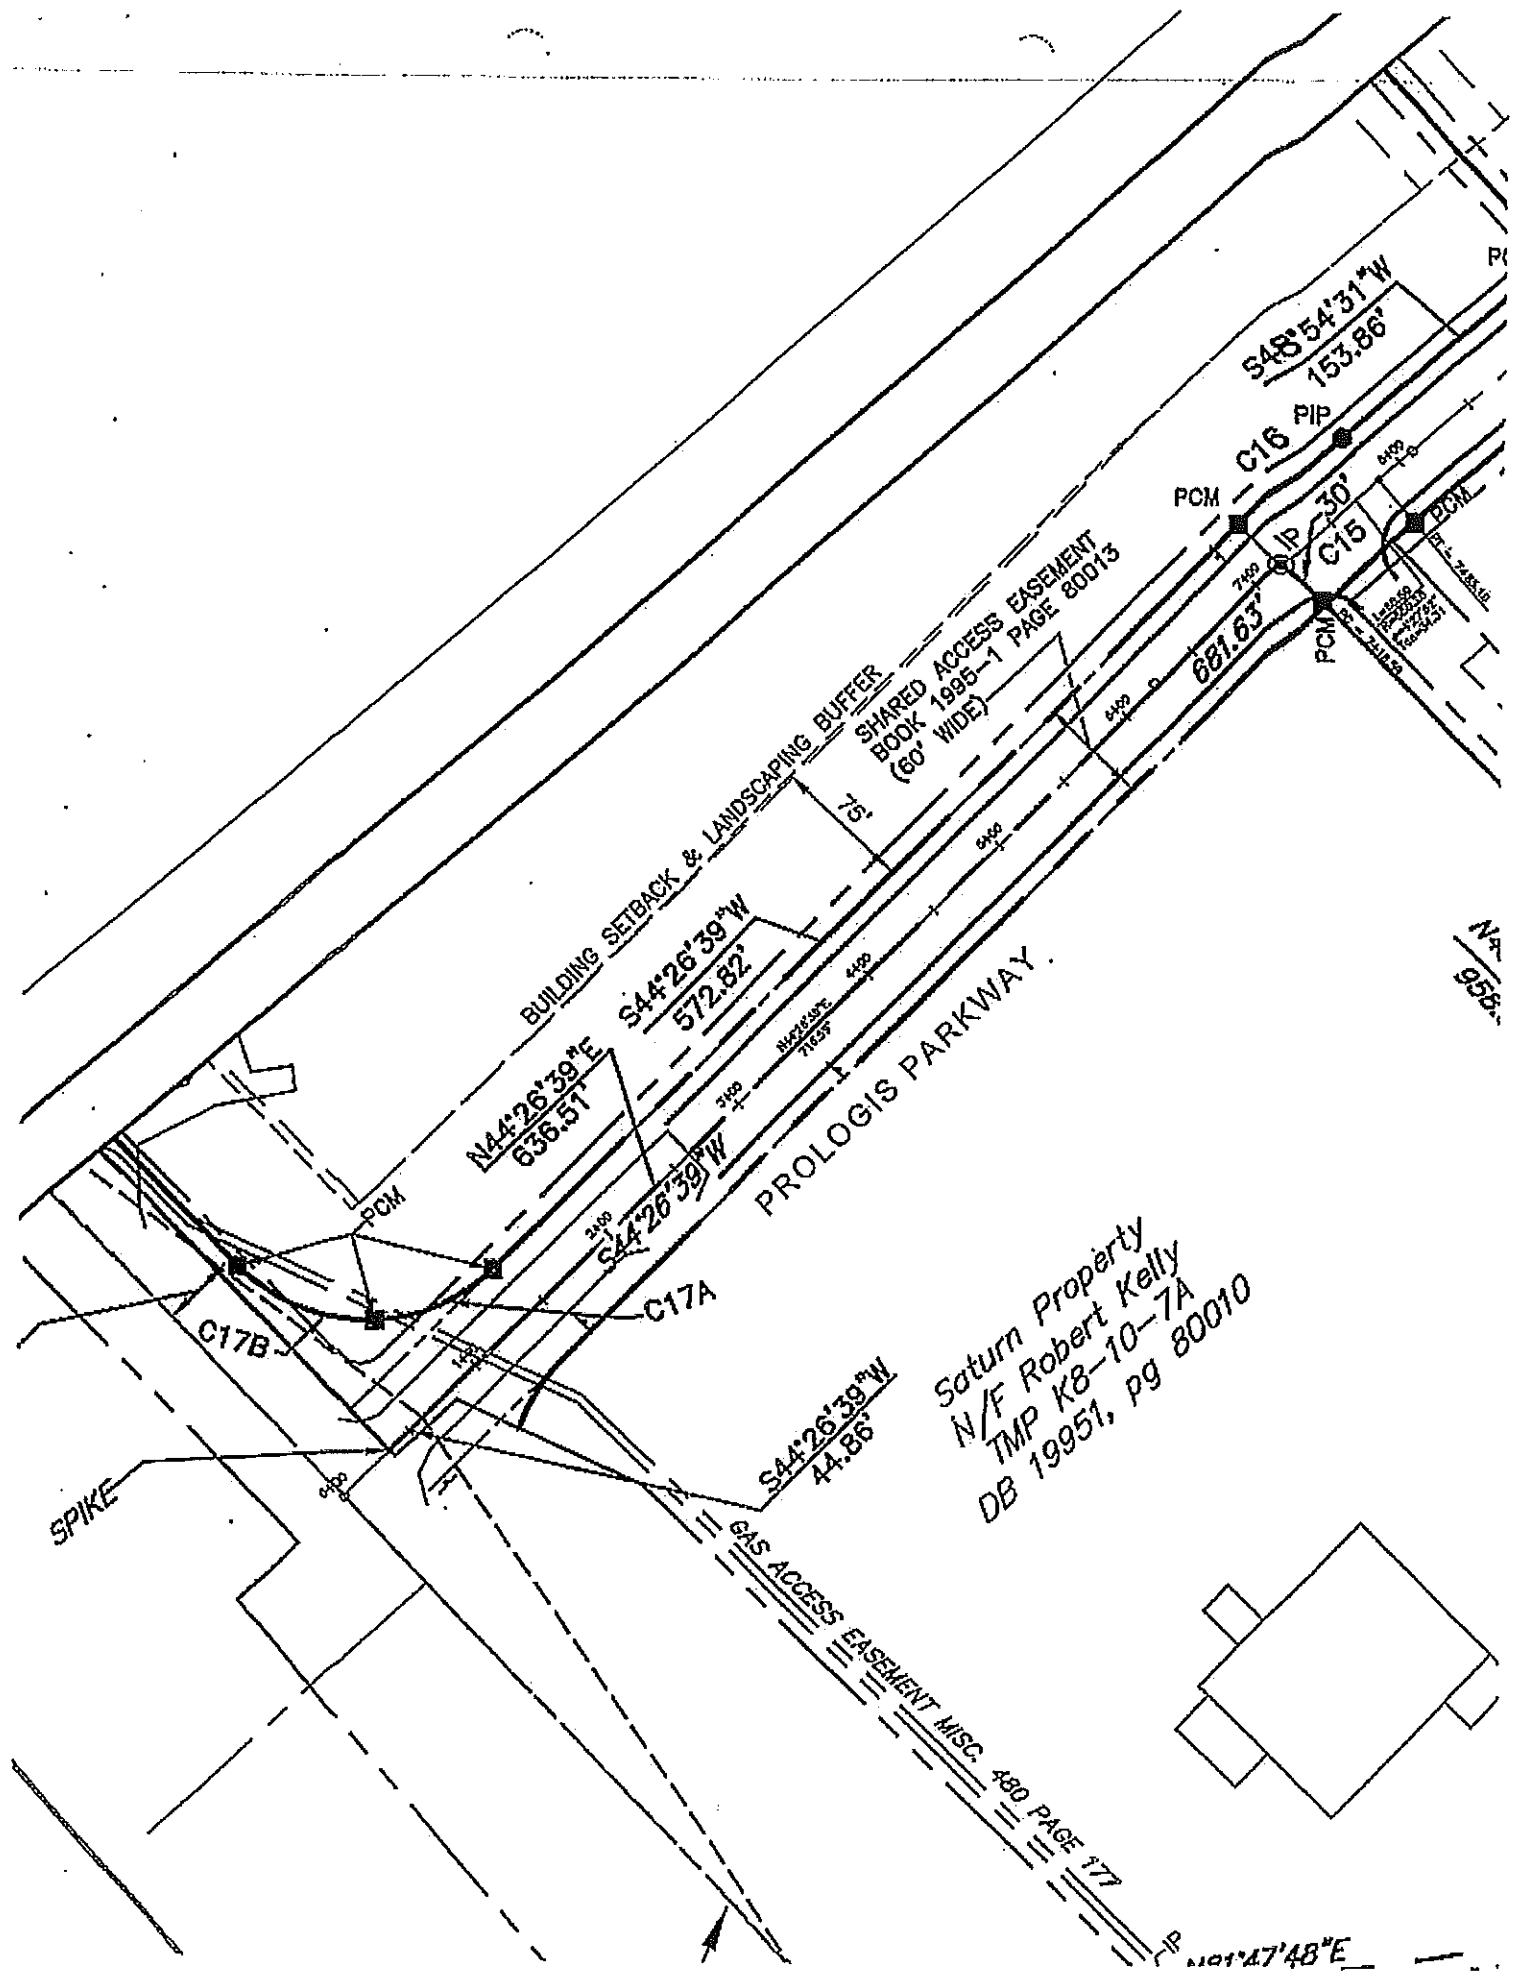 S48°54'31"W
153.86'
PIP
C16
PCM
30'
IP
C15
PCM
PCM
681.63'
SHARED ACCESS EASEMENT
BOOK 1995-1 PAGE 80013
(60' WIDE)
BUILDING SETBACK & LANDSCAPING BUFFER
75'
S44°26'39"W
572.82'
N44°26'39"E
636.51'
S44°26'39"W
PROLOGIS PARKWAY
PCM
C17A
C17B
SPIKE
S44°26'39"W
44.86'
Saturn Property
N/F Robert Kelly
TMP K8-10-7A
DB 19951, pg 80010
GAS ACCESS EASEMENT MISC. 480 PAGE 177
IP